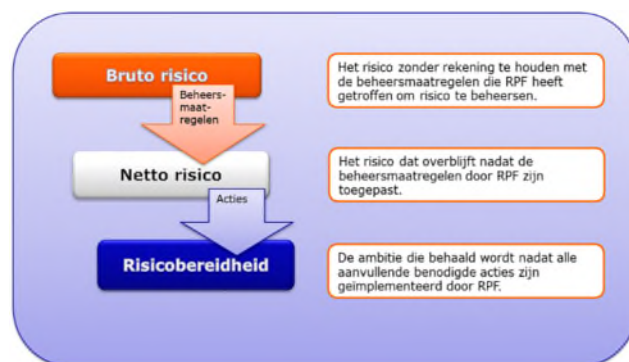 Bruto risico
Het risico zonder rekening te houden met
de beheersmaatregelen die RPF heeft
getroffen om risico te beheersen.
Beheers-
maat-
regelen
Netto risico
Het risico dat overblijft nadat de
beheersmaatregelen door RPF zijn
toegepast.
Acties
Risicobereidheid
De ambitie die behaald wordt nadat alle
aanvullende benodigde acties zijn
geïmplementeerd door RPF.